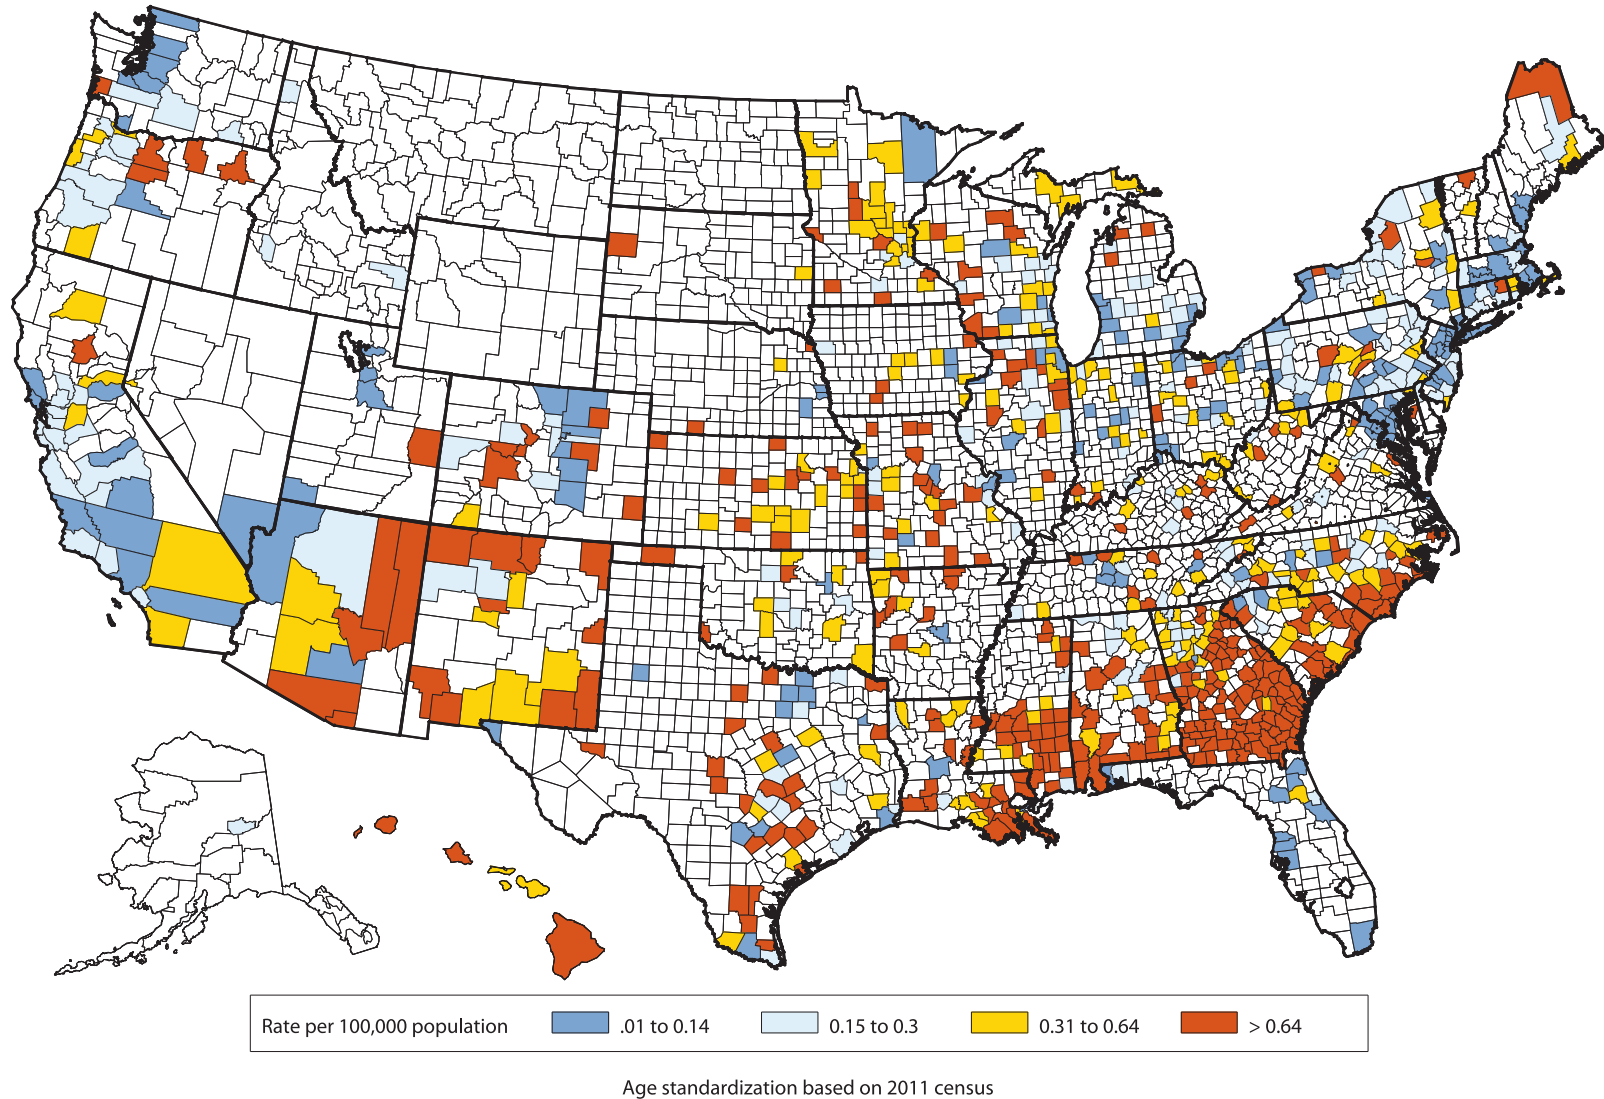 Rate per 100,000 population .01 to 0.14 0.15 to 0.3 0.31 to 0.64 > 0.64
Age standardization based on 2011 census